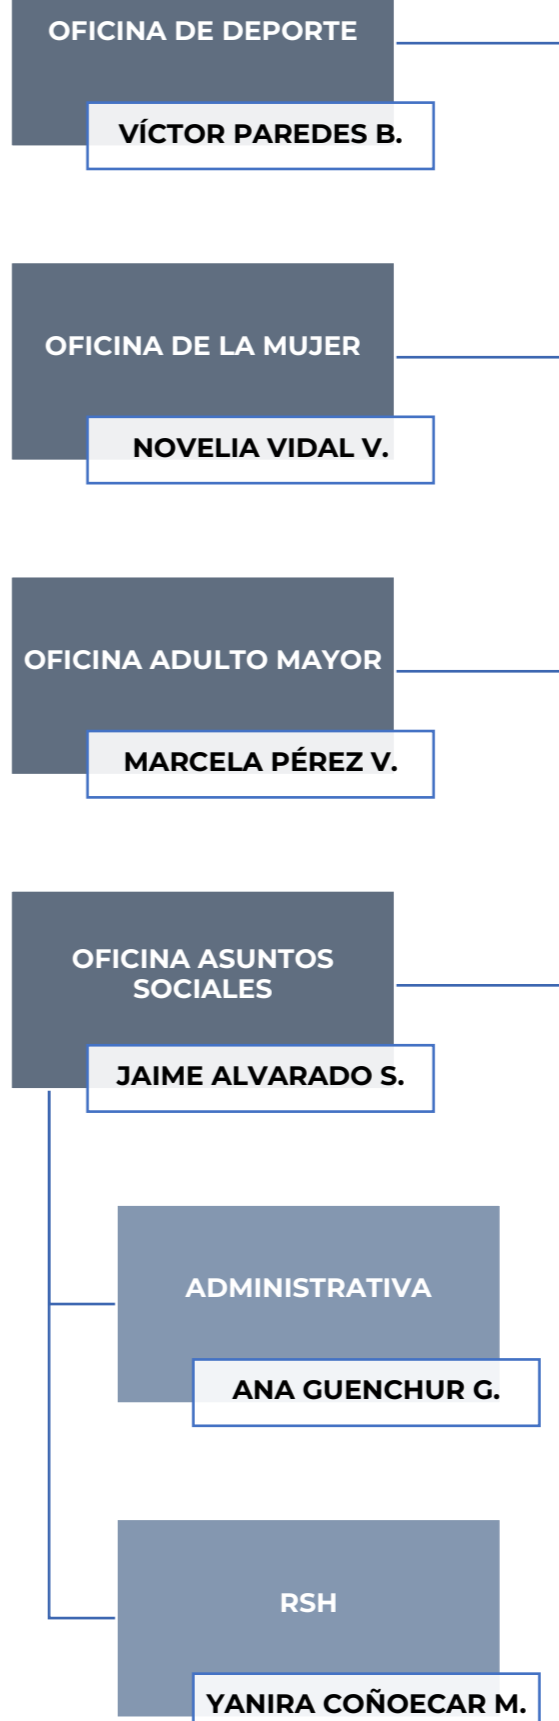 OFICINA DE DEPORTE
VÍCTOR PAREDES B.
OFICINA DE LA MUJER
NOVELIA VIDAL V.
OFICINA ADULTO MAYOR
MARCELA PÉREZ V.
OFICINA ASUNTOS
SOCIALES
JAIME ALVARADO S.
ADMINISTRATIVA
ANA GUENCHUR G.
RSH
YANIRA COÑOECAR M.